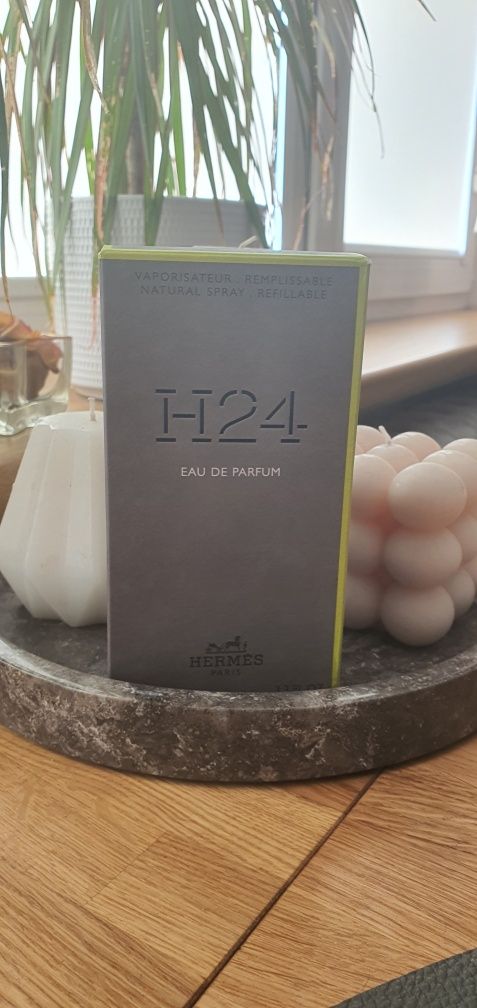 VAPORISATEUR . REMPLISSABLE
NATURAL SPRAY . REFILLABLE
H24
EAU DE PARFUM
HERMÈS
PARIS